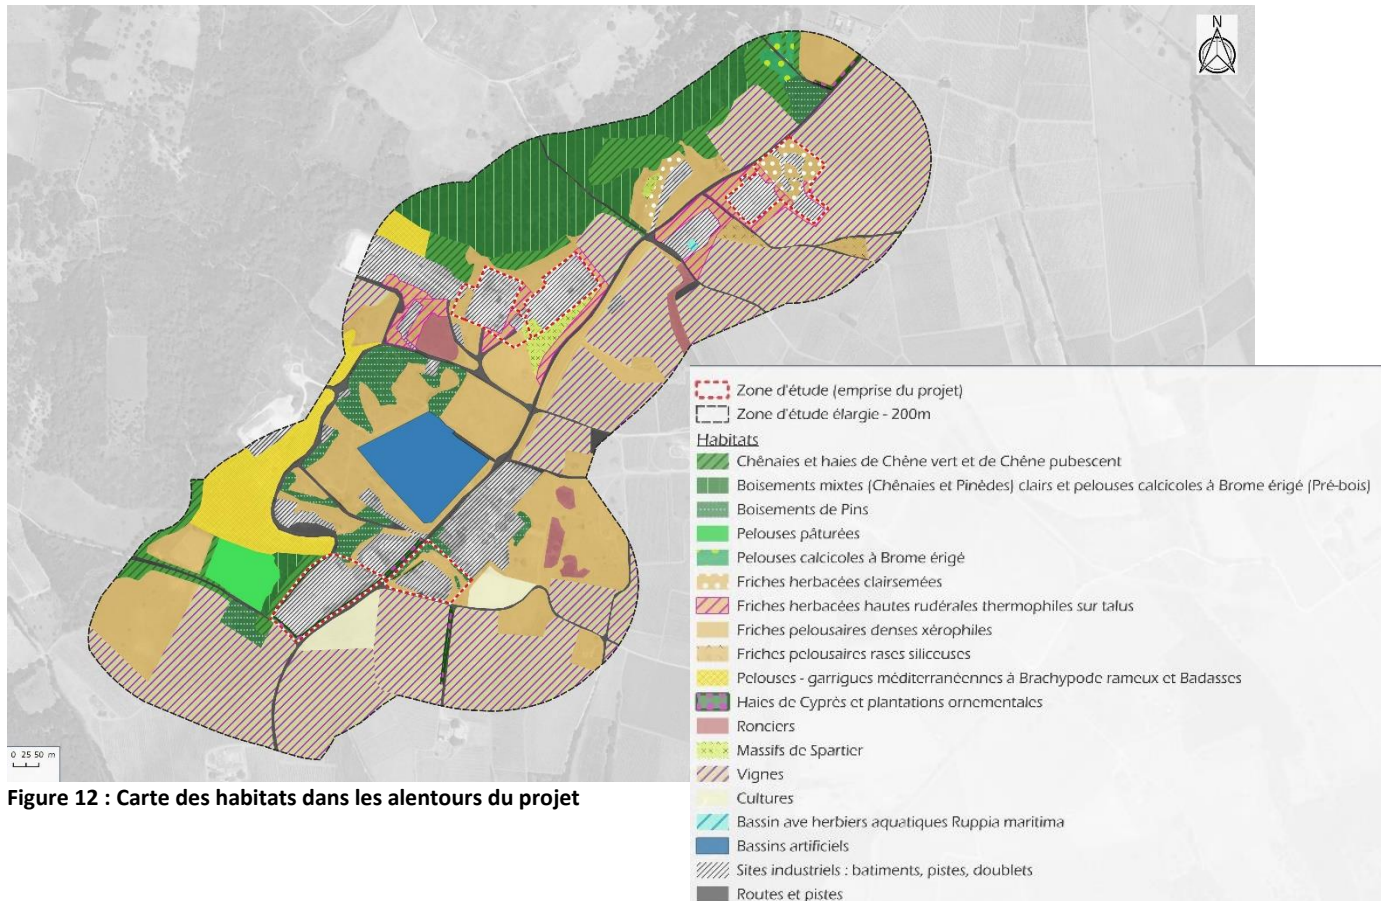 N
Zone d'étude (emprise du projet)
Zone d'étude élargie - 200m
Habitats
Chênaies et haies de Chêne vert et de Chêne pubescent
Boisements mixtes (Chênaies et Pinèdes) clairs et pelouses calcicoles à Brome érigé (Pré-bois)
Boisements de Pins
Pelouses pâturées
Pelouses calcicoles à Brome érigé
Friches herbacées clairsemées
Friches herbacées hautes rudérales thermophiles sur talus
Friches pelousaires denses xérophiles
Friches pelousaires rases siliceuses
Pelouses - garrigues méditerranéennes à Brachypode rameux et Badasses
Haies de Cyprès et plantations ornementales
Ronciers
Massifs de Spartier
Vignes
Cultures
Bassin ave herbiers aquatiques Ruppia maritima
Bassins artificiels
Sites industriels : batiments, pistes, doublets
Routes et pistes
0 25 50 m
Figure 12 : Carte des habitats dans les alentours du projet